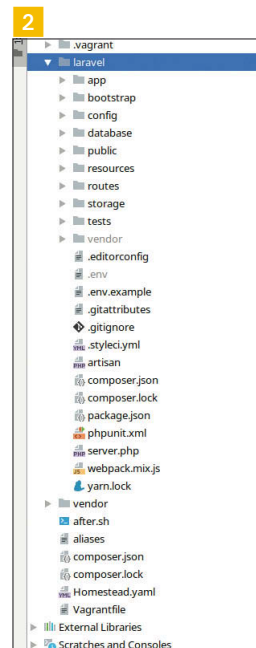 2
.vagrant
laravel
app
bootstrap
config
database
public
resources
routes
storage
tests
vendor
.editorconfig
.env
.env.example
.gitattributes
.gitignore
.styleci.yml
artisan
composer.json
composer.lock
package.json
phpunit.xml
server.php
webpack.mix.js
yarn.lock
vendor
after.sh
aliases
composer.json
composer.lock
Homestead.yaml
Vagrantfile
External Libraries
Scratches and Consoles